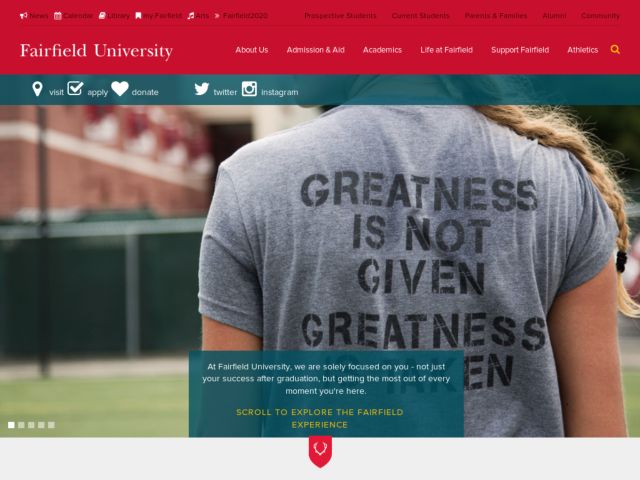 News Calendar Library my.Fairfield Arts Fairfield2020 Prospective Students Current Students Parents & Families Alumni Community
Fairfield University About Us Admission & Aid Academics Life at Fairfield Support Fairfield Athletics
visit apply donate twitter instagram
GREATNESS
IS NOT
GIVEN
GREATNESS
IS TAKEN
At Fairfield University, we are solely focused on you - not just
your success after graduation, but getting the most out of every
moment you're here.
SCROLL TO EXPLORE THE FAIRFIELD
EXPERIENCE